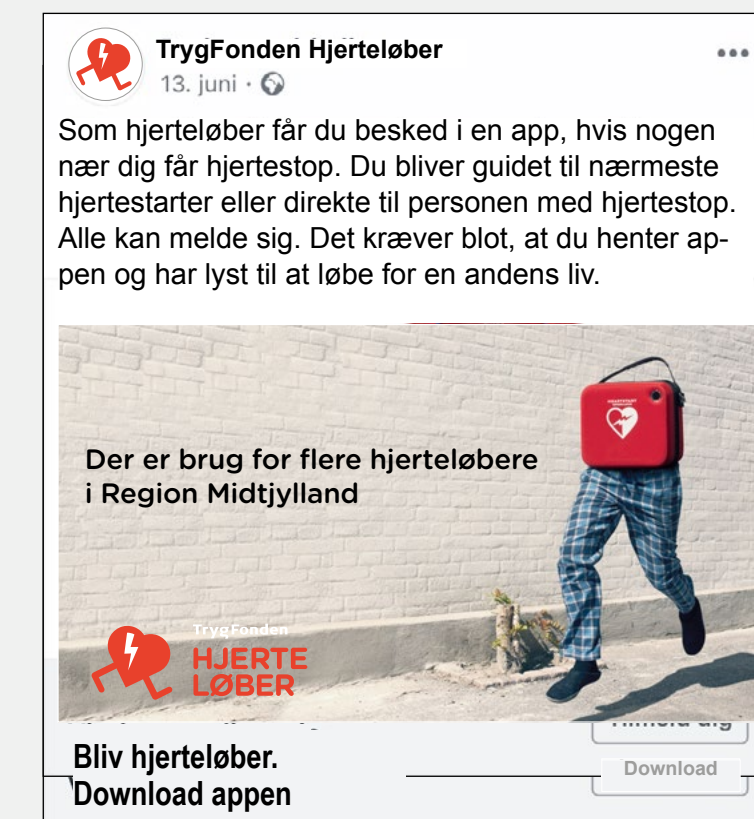 TrygFonden Hjerteløber
13. juni
Som hjerteløber får du besked i en app, hvis nogen
nær dig får hjertestop. Du bliver guidet til nærmeste
hjertestarter eller direkte til personen med hjertestop.
Alle kan melde sig. Det kræver blot, at du henter ap-
pen og har lyst til at løbe for en andens liv.
Der er brug for flere hjerteløbere
i Region Midtjylland
TrygFonden
HJERTE
LØBER
Bliv hjerteløber.
Download appen
Download